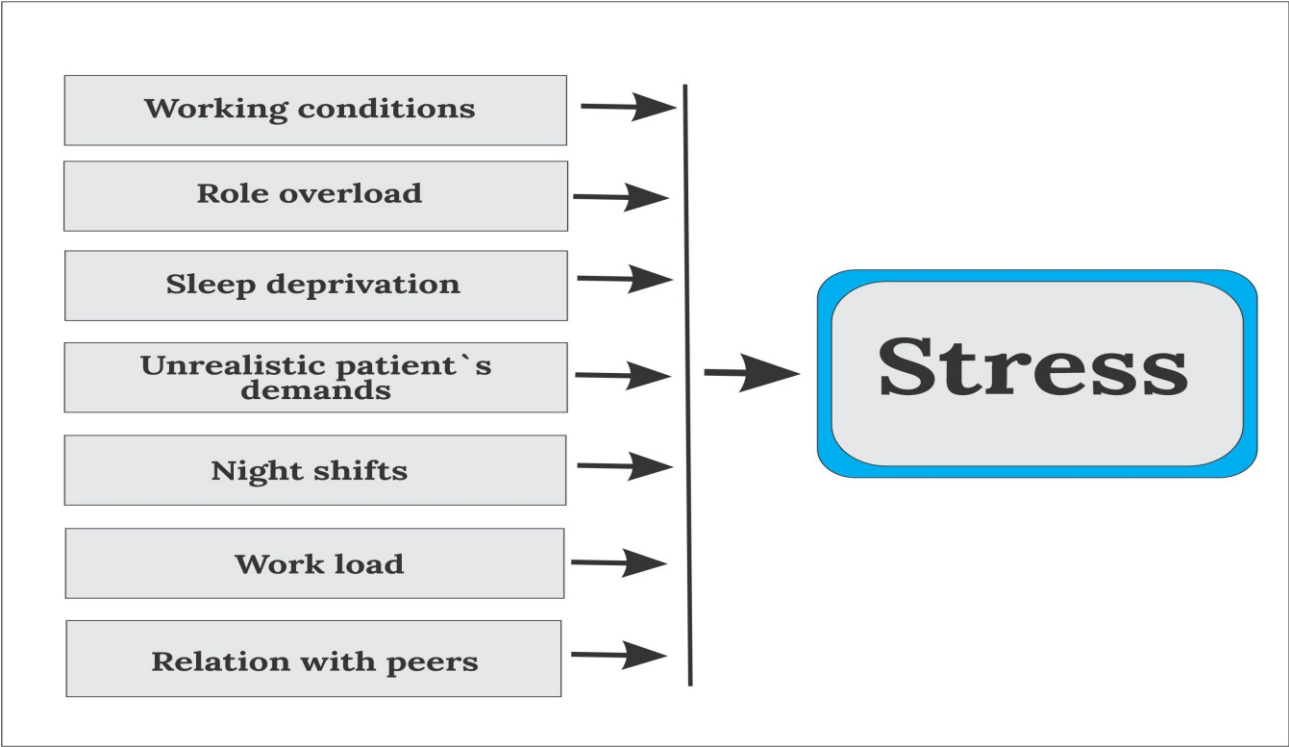 Working conditions
Role overload
Sleep deprivation
Unrealistic patient`s
demands
Night shifts
Work load
Relation with peers
Stress